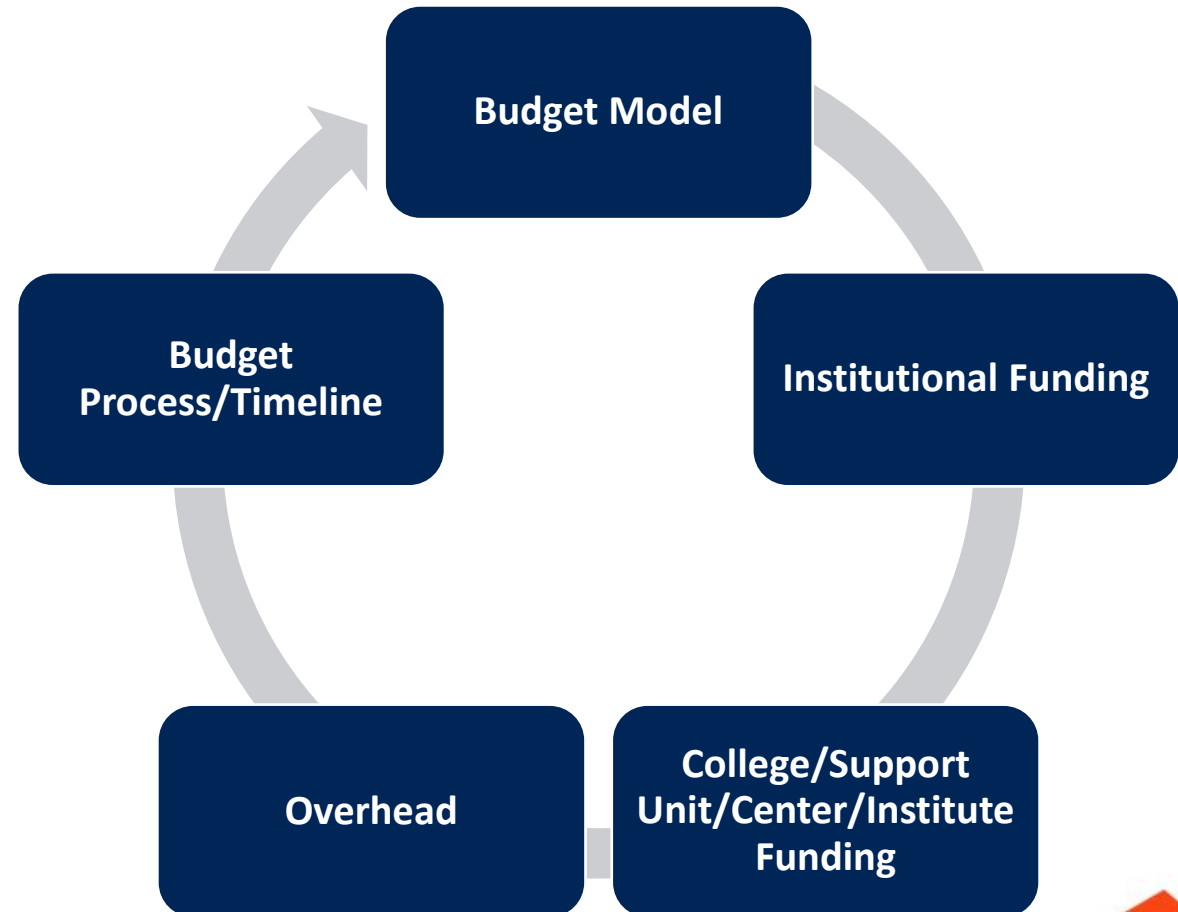 Budget Model
Institutional Funding
College/Support
Unit/Center/Institute
Funding
Overhead
Budget
Process/Timeline